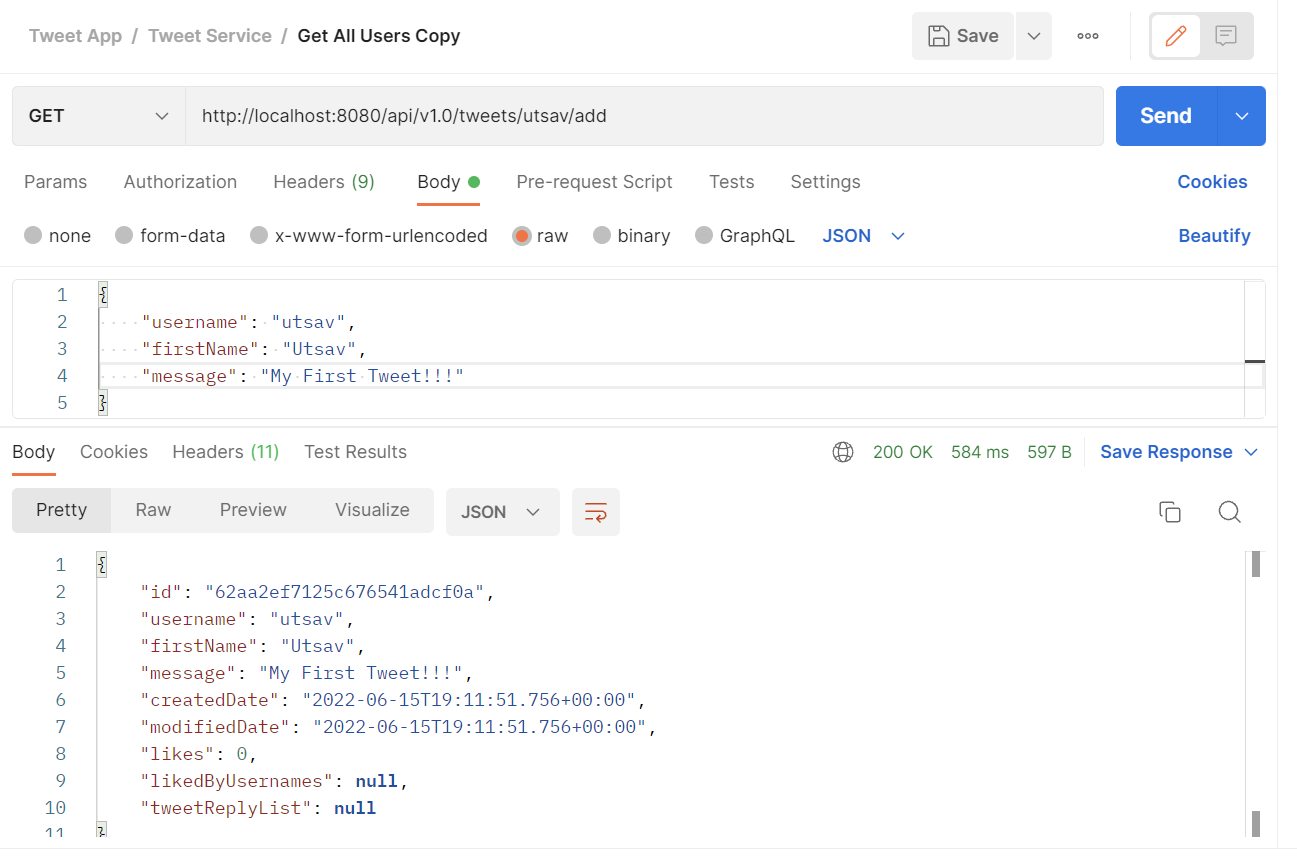 Tweet App / Tweet Service / Get All Users Copy Save ooo
GET http://localhost:8080/api/v1.0/tweets/utsav/add Send
Params Authorization Headers (9) Body Pre-request Script Tests Settings Cookies
none form-data x-www-form-urlencoded raw binary GraphQL JSON Beautify
1 {
2 "username": "utsav",
3 "firstName": "Utsav",
4 "message": "My First Tweet!!!"
5 }
Body Cookies Headers (11) Test Results 200 OK 584 ms 597 B Save Response
Pretty Raw Preview Visualize JSON
1 {
2 "id": "62aa2ef7125c676541adcf0a",
3 "username": "utsav",
4 "firstName": "Utsav",
5 "message": "My First Tweet!!!",
6 "createdDate": "2022-06-15T19:11:51.756+00:00",
7 "modifiedDate": "2022-06-15T19:11:51.756+00:00",
8 "likes": 0,
9 "likedByUsernames": null,
10 "tweetReplyList": null
11 }